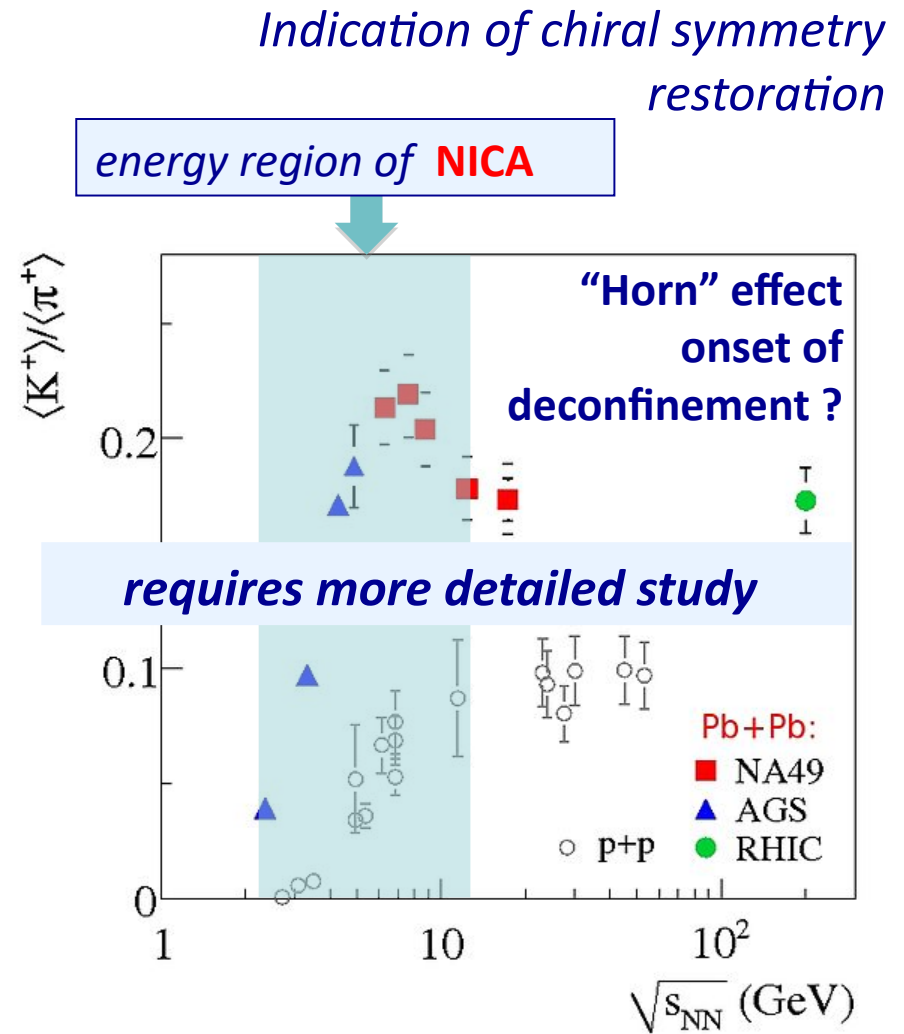 Indication of chiral symmetry
restoration
energy region of NICA
⟨K⁺⟩/⟨π⁺⟩
“Horn” effect
onset of
deconfinement ?
0.2
requires more detailed study
0.1
Pb+Pb:
NA49
AGS
p+p
RHIC
0
1
10
10²
√s_NN (GeV)